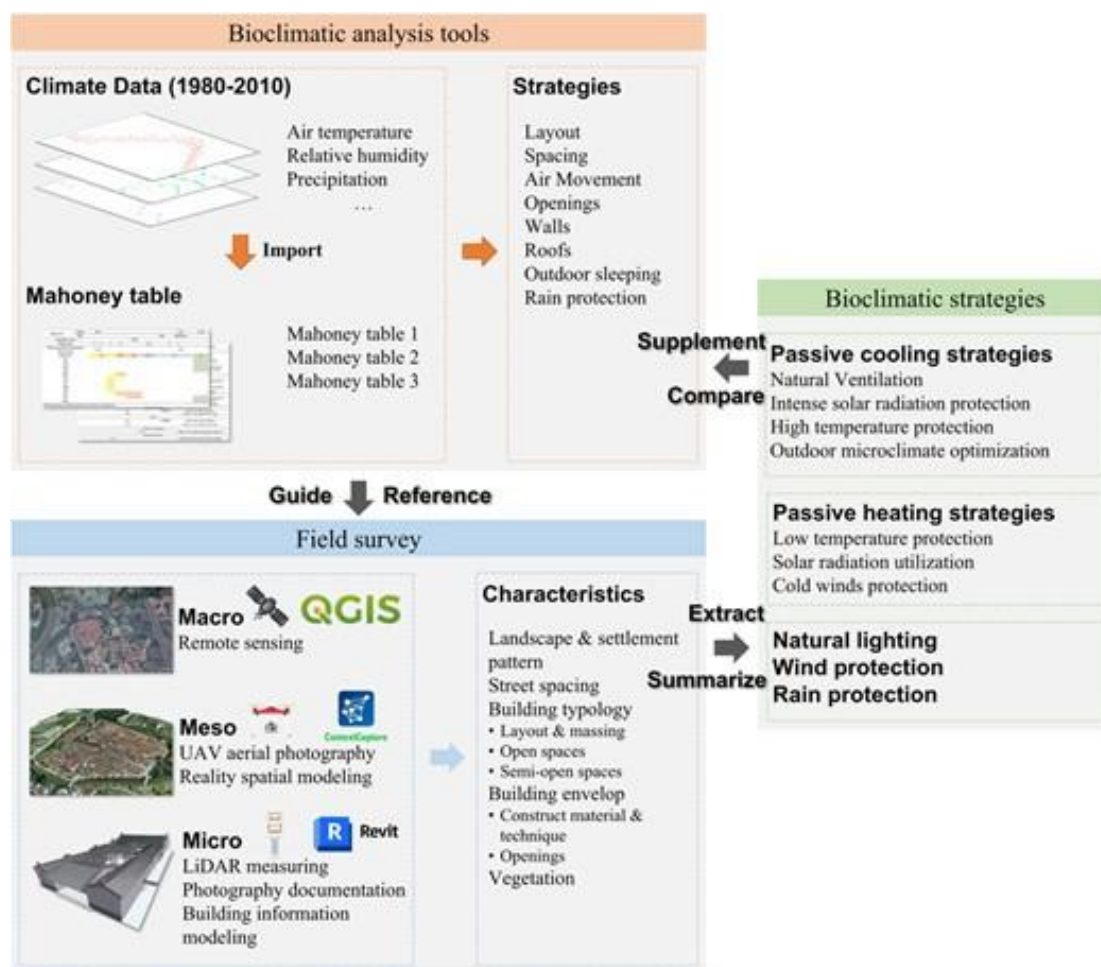 Bioclimatic analysis tools
Climate Data (1980-2010)
Air temperature
Relative humidity
Precipitation
...
Import
Mahoney table
Mahoney table 1
Mahoney table 2
Mahoney table 3
Strategies
Layout
Spacing
Air Movement
Openings
Walls
Roofs
Outdoor sleeping
Rain protection
Guide Reference
Field survey
Macro
QGIS
Remote sensing
Meso
ContextCapture
UAV aerial photography
Reality spatial modeling
Micro
R Revit
LiDAR measuring
Photography documentation
Building information
modeling
Characteristics
Landscape & settlement
pattern
Street spacing
Building typology
• Layout & massing
• Open spaces
• Semi-open spaces
Building envelop
• Construct material &
technique
• Openings
Vegetation
Extract
Summarize
Supplement
Compare
Bioclimatic strategies
Passive cooling strategies
Natural Ventilation
Intense solar radiation protection
High temperature protection
Outdoor microclimate optimization
Passive heating strategies
Low temperature protection
Solar radiation utilization
Cold winds protection
Natural lighting
Wind protection
Rain protection